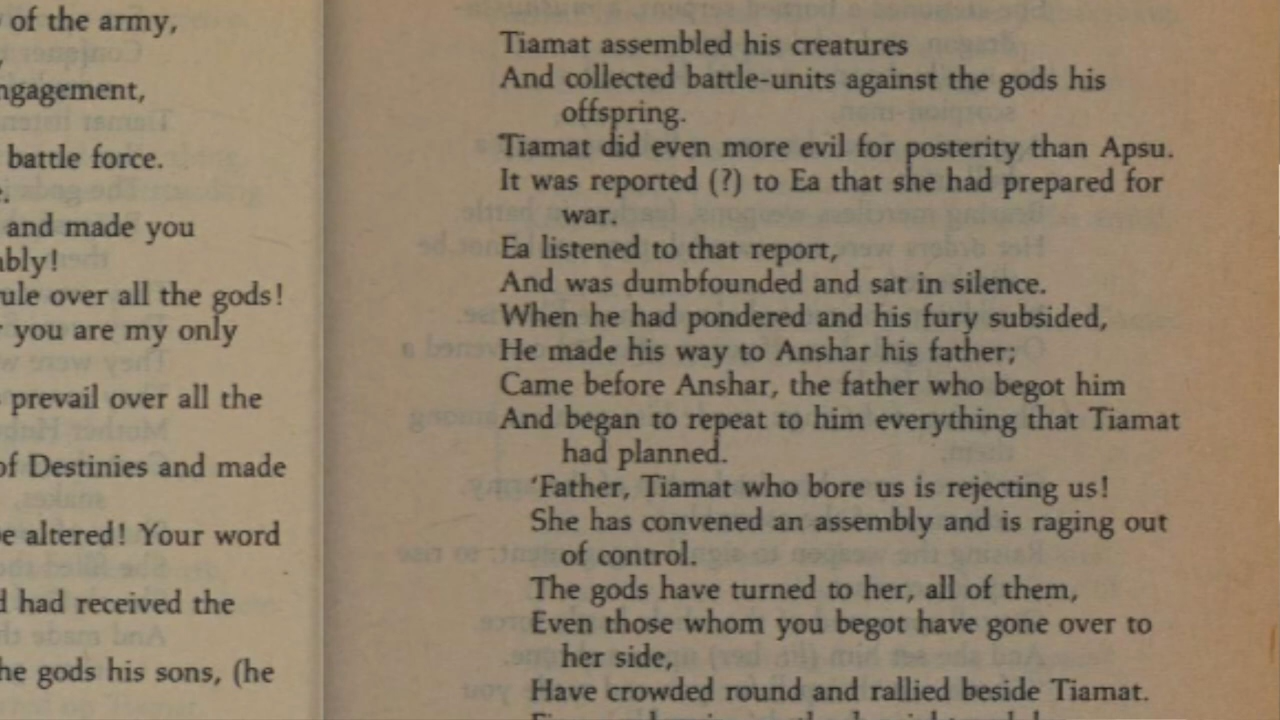 of the army,
ngagement,
battle force.
and made you
ably!
ule over all the gods!
you are my only
prevail over all the
of Destinies and made
be altered! Your word
d had received the
he gods his sons, (he
Tiamat assembled his creatures
And collected battle-units against the gods his
offspring.
Tiamat did even more evil for posterity than Apsu.
It was reported (?) to Ea that she had prepared for
war.
Ea listened to that report,
And was dumbfounded and sat in silence.
When he had pondered and his fury subsided,
He made his way to Anshar his father;
Came before Anshar, the father who begot him
And began to repeat to him everything that Tiamat
had planned.
'Father, Tiamat who bore us is rejecting us!
She has convened an assembly and is raging out
of control.
The gods have turned to her, all of them,
Even those whom you begot have gone over to
her side,
Have crowded round and rallied beside Tiamat.